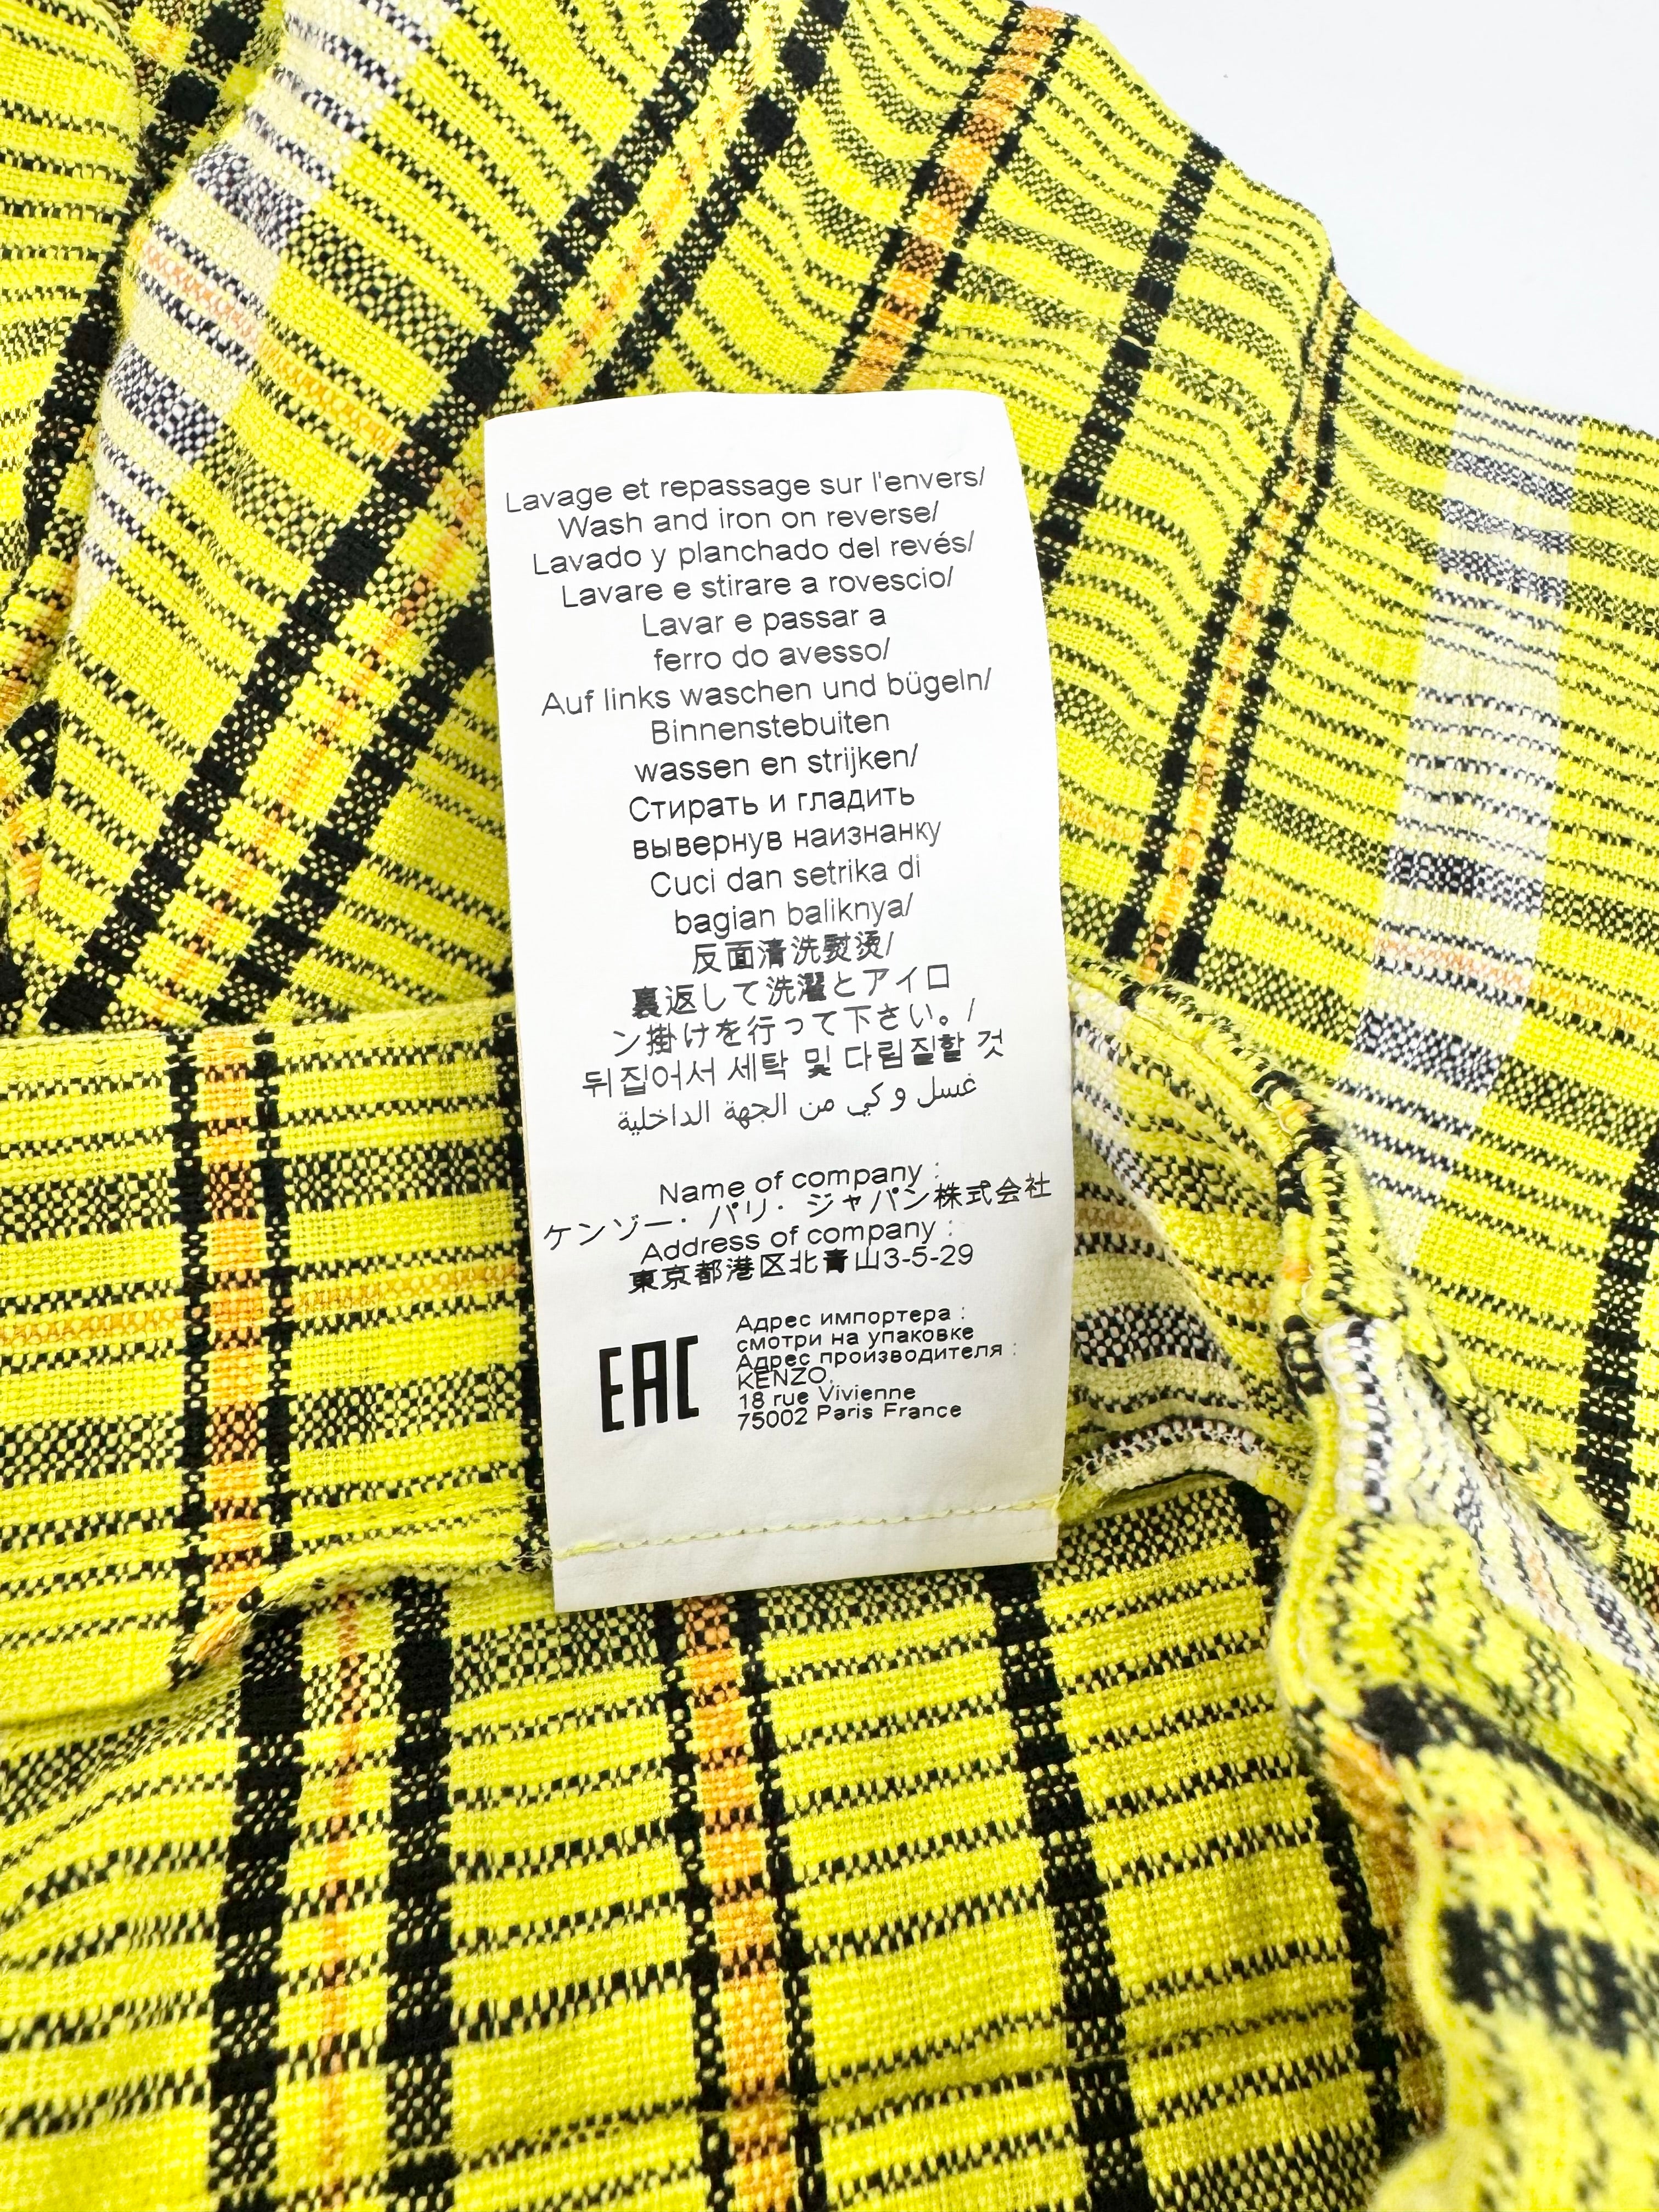 Lavage et repassage sur l'envers/
Wash and iron on reverse/
Lavado y planchado del revés/
Lavare e stirare a rovescio/
Lavar e passar a
ferro do avesso/
Auf links waschen und bügeln/
Binnenstebuiten
wassen en strijken/
Стирать и гладить
вывернув наизнанку
Cuci dan setrika di
bagian baliknya/
反面清洗熨烫/
裏返して洗濯とアイロ
ン掛けを行って下さい。/
뒤집어서 세탁 및 다림질할 것
غسل و كي من الجهة الداخلية
Name of company :
ケンゾー・パリ・ジャパン株式会社
Address of company :
東京都港区北青山3-5-29
EAC
Адрес импортера :
смотри на упаковке
Адрес производителя :
KENZO,
18 rue Vivienne
75002 Paris France